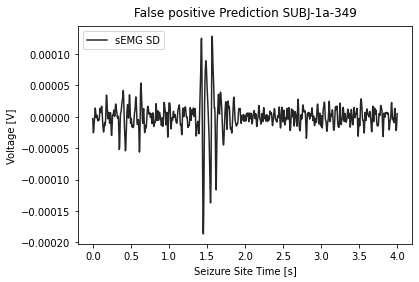 False positive Prediction SUBJ-1a-349
sEMG SD
Voltage [V]
0.00010
0.00005
0.00000
−0.00005
−0.00010
−0.00015
−0.00020
0.0 0.5 1.0 1.5 2.0 2.5 3.0 3.5 4.0
Seizure Site Time [s]